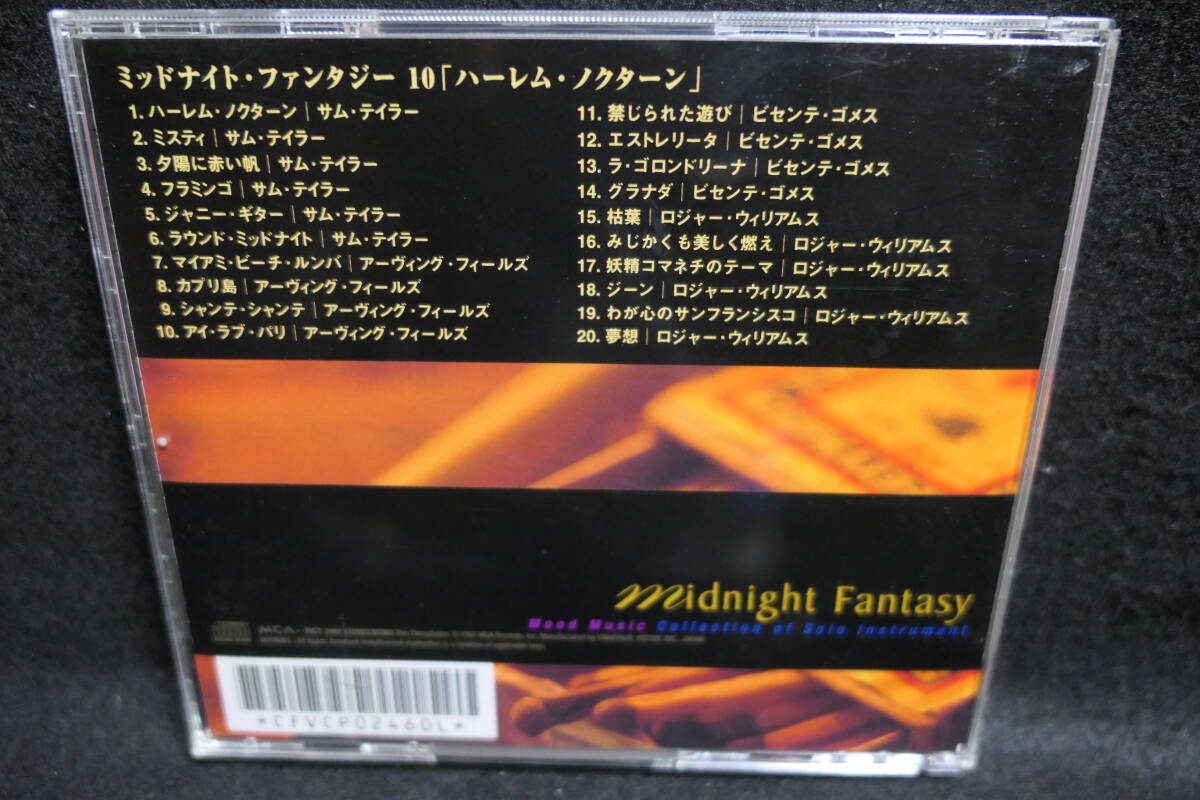 ミッドナイト・ファンタジー 10「ハーレム・ノクターン」
1. ハーレム・ノクターン | サム・テイラー
2. ミスティ | サム・テイラー
3. 夕陽に赤い帆 | サム・テイラー
4. フラミンゴ | サム・テイラー
5. ジャニー・ギター | サム・テイラー
6. ラウンド・ミッドナイト | サム・テイラー
7. マイアミ・ビーチ・ルンバ | アーヴィング・フィールズ
8. カプリ島 | アーヴィング・フィールズ
9. シャンテ・シャンテ | アーヴィング・フィールズ
10. アイ・ラブ・パリ | アーヴィング・フィールズ
11. 禁じられた遊び | ビセンテ・ゴメス
12. エストレリータ | ビセンテ・ゴメス
13. ラ・ゴロンドリーナ | ビセンテ・ゴメス
14. グラナダ | ビセンテ・ゴメス
15. 枯葉 | ロジャー・ウィリアムス
16. みじかくも美しく燃え | ロジャー・ウィリアムス
17. 妖精コマネチのテーマ | ロジャー・ウィリアムス
18. ジーン | ロジャー・ウィリアムス
19. わが心のサンフランシスコ | ロジャー・ウィリアムス
20. 夢想 | ロジャー・ウィリアムス
Midnight Fantasy
Mood Music Collection of Solo Instrument
MCA
*CFVCP02460L*